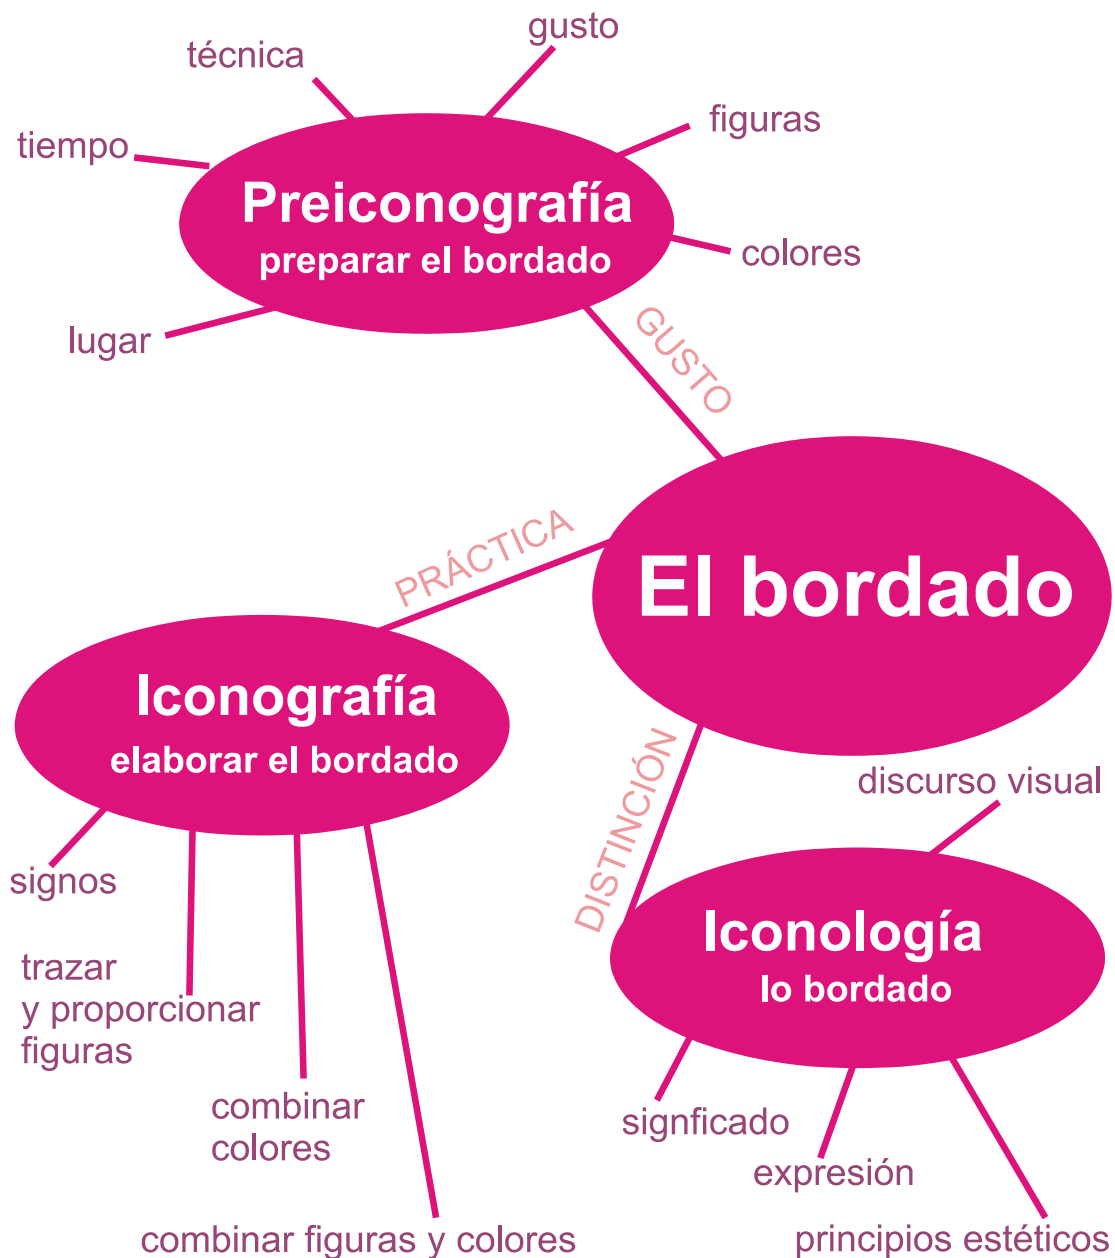 gusto
técnica
figuras
tiempo
Preiconografía
preparar el bordado
colores
lugar
GUSTO
PRÁCTICA
El bordado
Iconografía
elaborar el bordado
DISTINCIÓN
discurso visual
signos
Iconología
lo bordado
trazar
y proporcionar
figuras
combinar
colores
signficado
expresión
combinar figuras y colores
principios estéticos